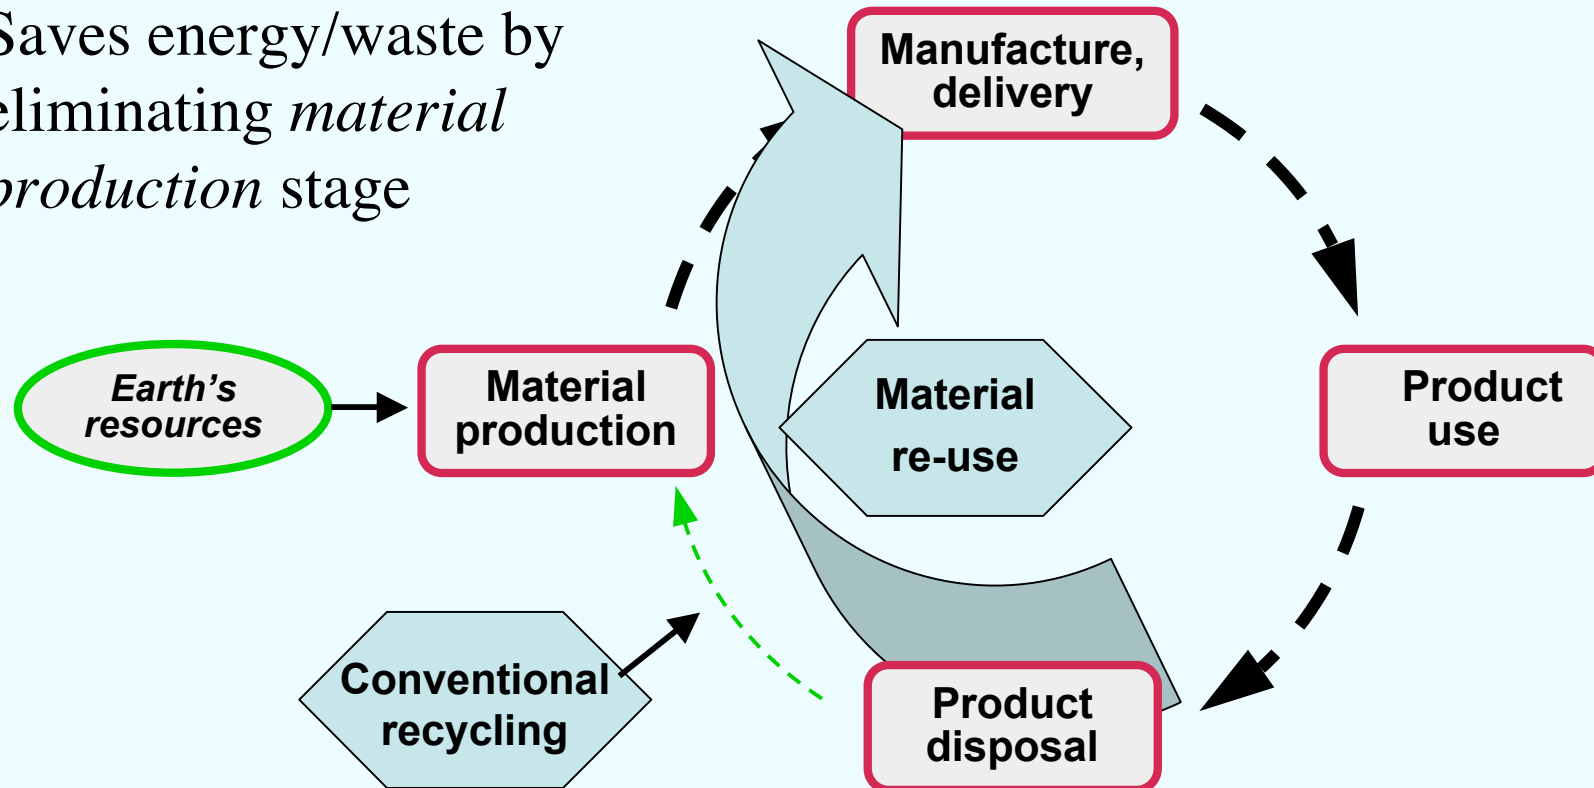 Saves energy/waste by
eliminating material
production stage
Manufacture,
delivery
Earth’s
resources
Material
production
Material
re-use
Product
use
Conventional
recycling
Product
disposal